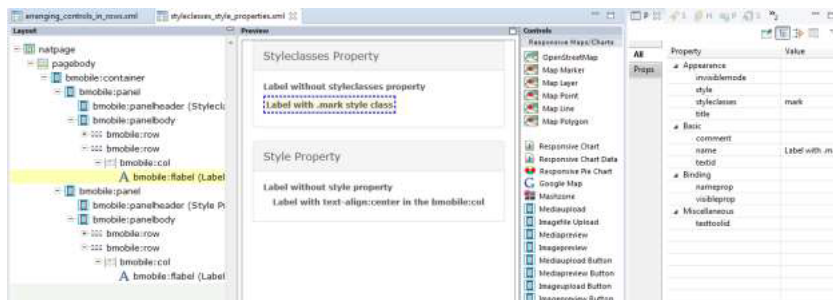 arranging_controls_in_rows.xml
styleclasses_style_properties.xml
Layout
natpage
pagebody
bmobile:container
bmobile:panel
bmobile:panelheader (Stylecl
bmobile:panelbody
bmobile:row
bmobile:row
bmobile:col
bmobile:flabel (Label
bmobile:panel
bmobile:panelheader (Style P
bmobile:panelbody
bmobile:row
bmobile:row
bmobile:col
bmobile:flabel (Label
Preview
Styleclasses Property
Label without styleclasses property
Label with .mark style class
Style Property
Label without style property
Label with text-align:center in the bmobile:col
Controls
Responsive Maps/Charts
OpenStreetMap
Map Marker
Map Layer
Map Point
Map Line
Map Polygon
Responsive Chart
Responsive Chart Data
Responsive Pie Chart
Google Map
Mashzone
Mediaupload
Imagefile Upload
Mediapreview
Imagepreview
Mediaupload Button
Mediapreview Button
Imageupload Button
Imagepreview Button
All
Props
Property Value
Appearance
invisiblemode
style
styleclasses mark
title
Basic
comment
name Label with .m
textid
Binding
nameprop
visibleprop
Miscellaneous
testtoolid